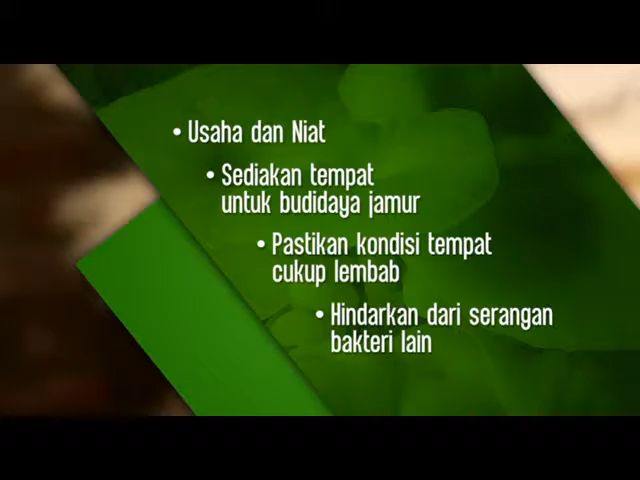 • Usaha dan Niat
• Sediakan tempat
untuk budidaya jamur
• Pastikan kondisi tempat
cukup lembab
• Hindarkan dari serangan
bakteri lain